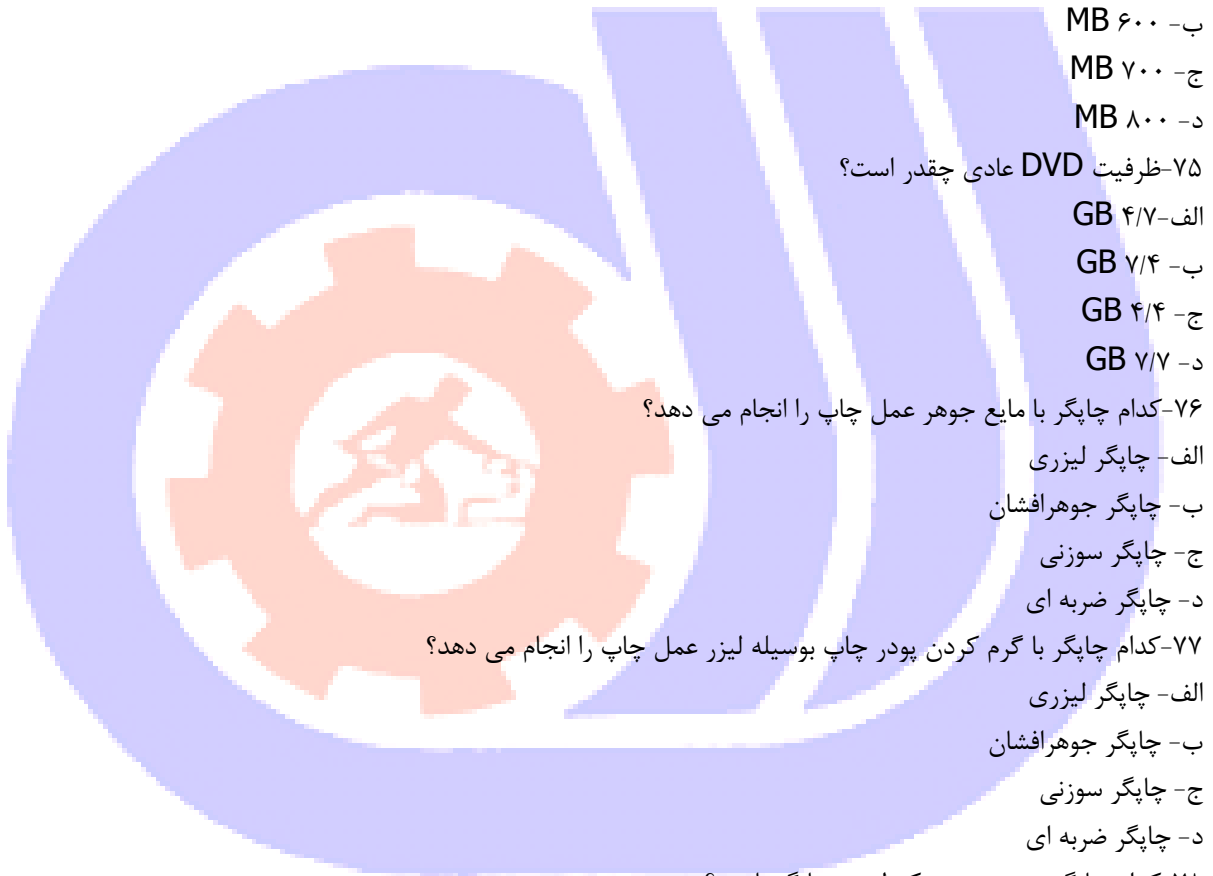 ب- ۶۰۰ MB
ج- ۷۰۰ MB
د- ۸۰۰ MB
۷۵-ظرفیت DVD عادی چقدر است؟
الف-۴/۷ GB
ب- ۷/۴ GB
ج- ۴/۴ GB
د- ۷/۷ GB
۷۶-کدام چاپگر با مایع جوهر عمل چاپ را انجام می دهد؟
الف- چاپگر لیزری
ب- چاپگر جوهرافشان
ج- چاپگر سوزنی
د- چاپگر ضربه ای
۷۷-کدام چاپگر با گرم کردن پودر چاپ بوسیله لیزر عمل چاپ را انجام می دهد؟
الف- چاپگر لیزری
ب- چاپگر جوهرافشان
ج- چاپگر سوزنی
د- چاپگر ضربه ای